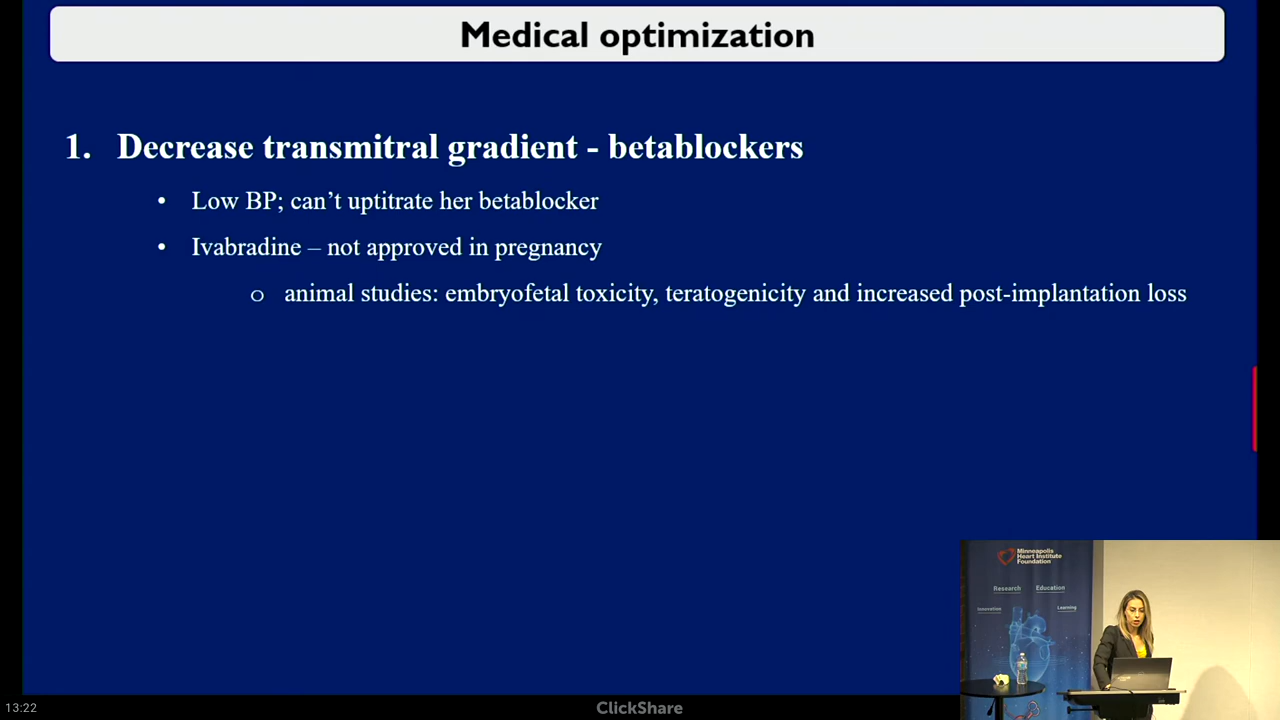 Medical optimization
1. Decrease transmitral gradient - betablockers
• Low BP; can’t uptitrate her betablocker
• Ivabradine – not approved in pregnancy
o animal studies: embryofetal toxicity, teratogenicity and increased post-implantation loss
Minneapolis
Heart Institute
Foundation
Research Education
Innovation Learning
13:22
ClickShare